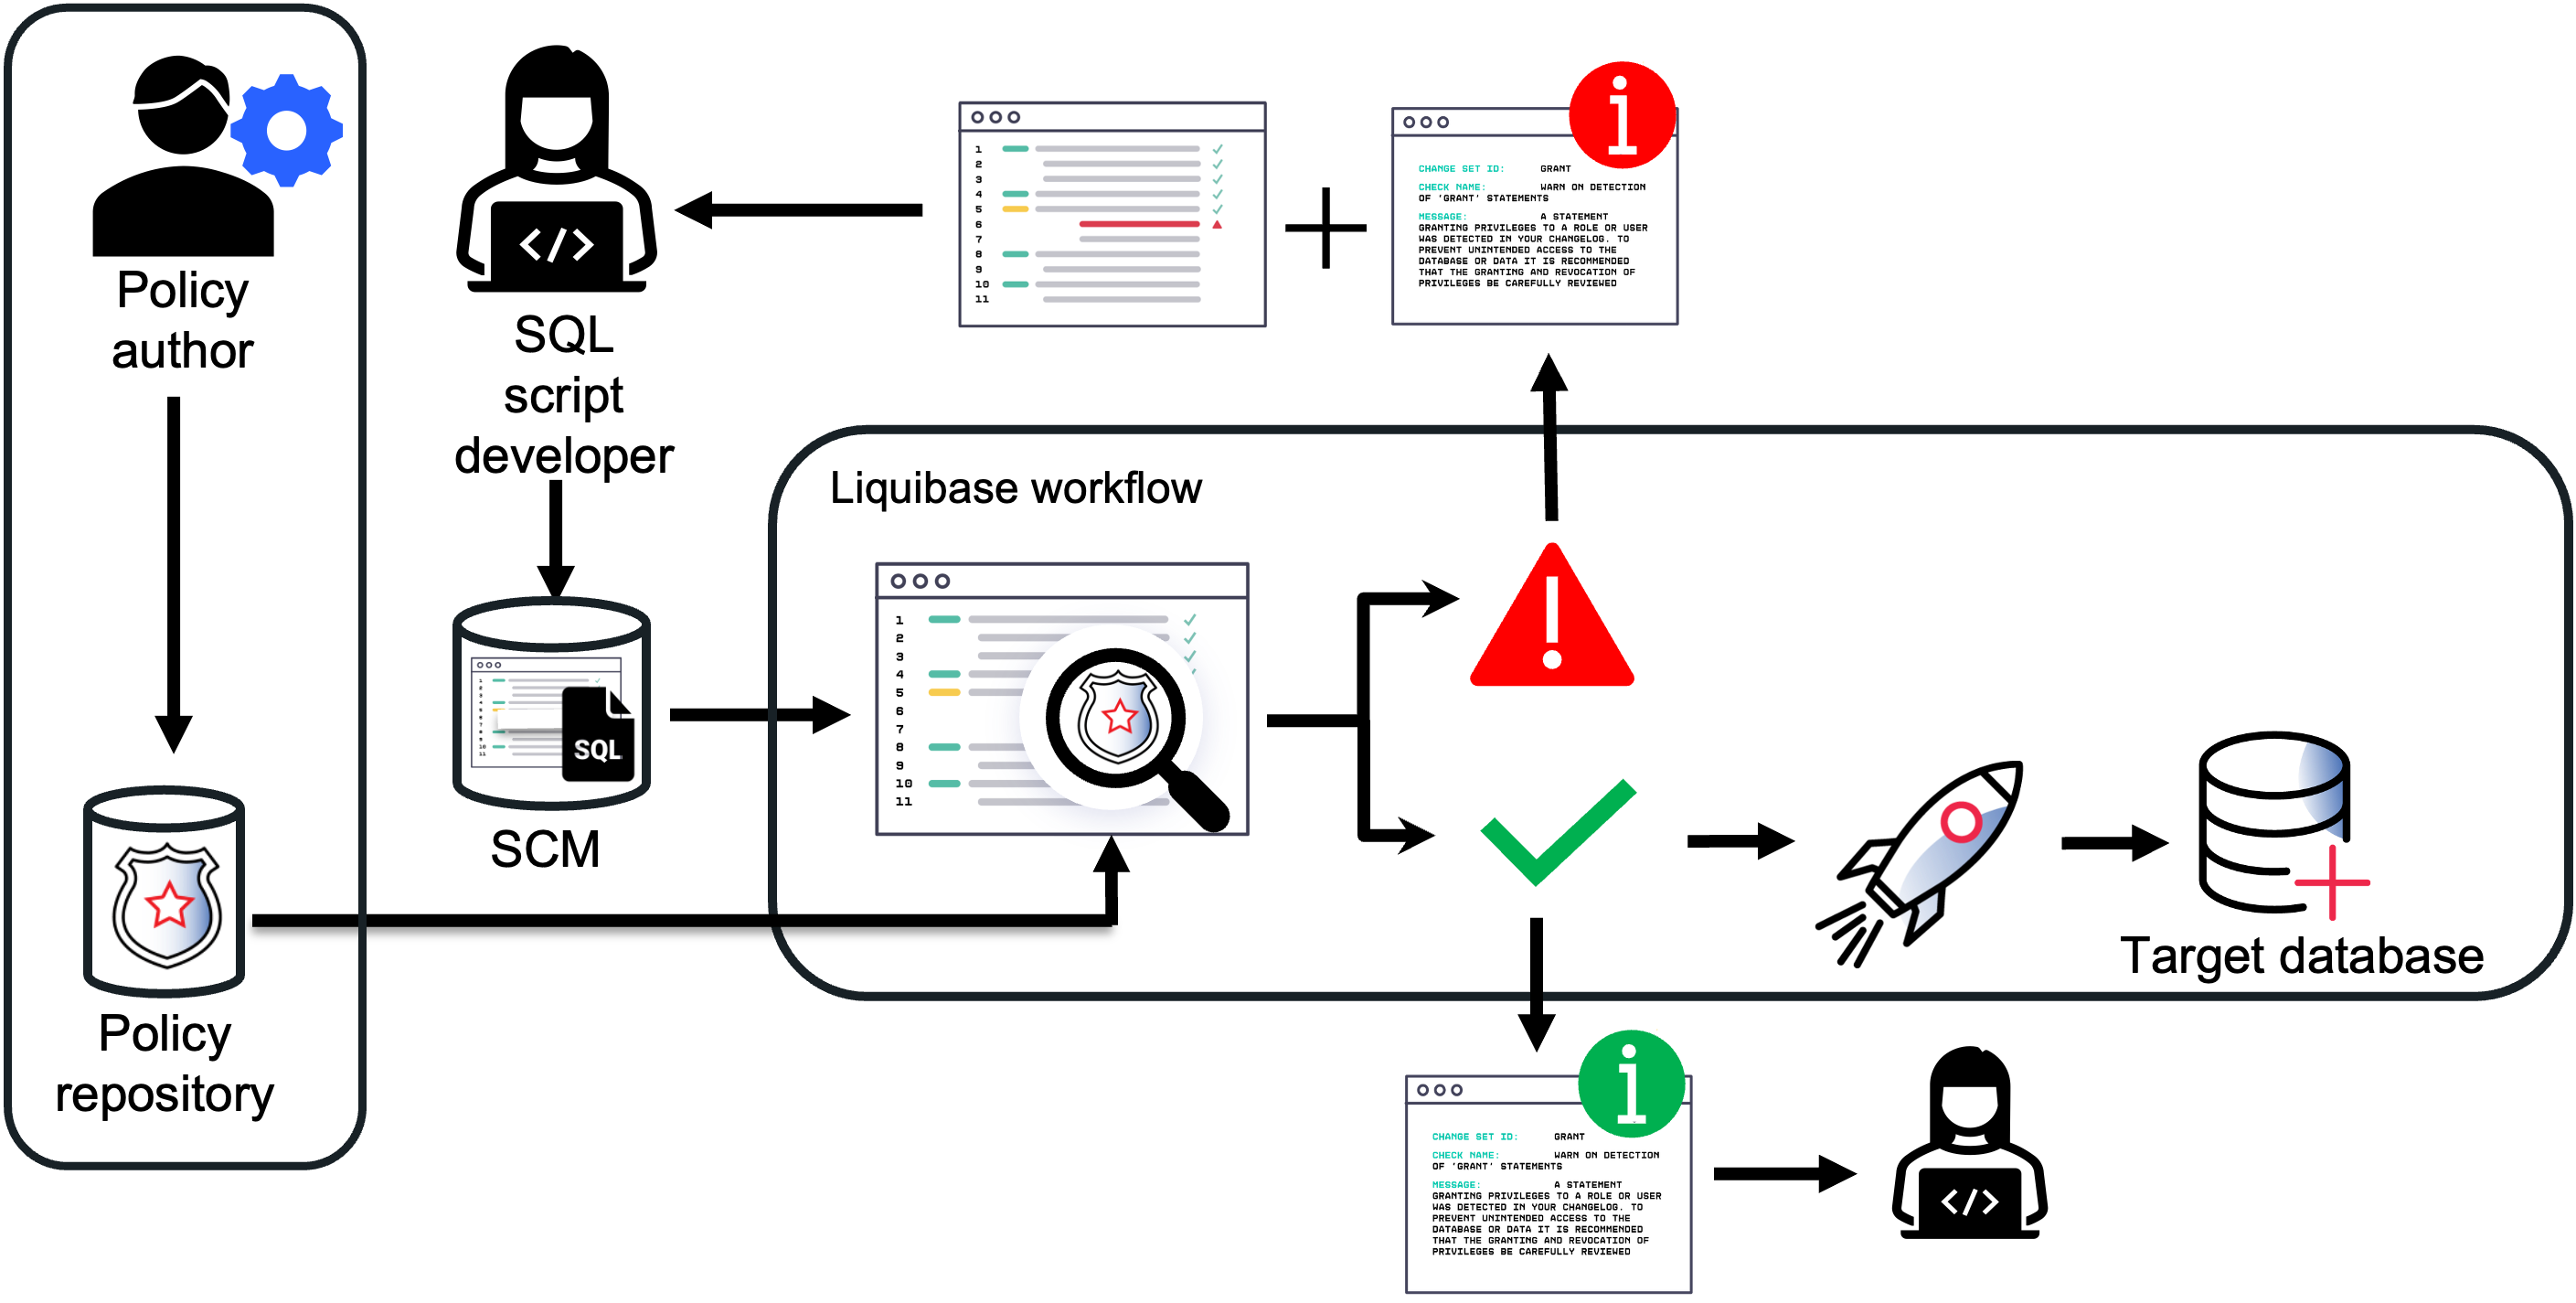 Policy
author
SQL
script
developer
1
2
3
4
5
6
7
8
9
10
11
CHANGE SET ID: GRANT
CHECK NAME: WARN ON DETECTION
OF 'GRANT' STATEMENTS
MESSAGE: A STATEMENT
GRANTING PRIVILEGES TO A ROLE OR USER
WAS DETECTED IN YOUR CHANGELOG. TO
PREVENT UNINTENDED ACCESS TO THE
DATABASE OR DATA IT IS RECOMMENDED
THAT THE GRANTING AND REVOCATION OF
PRIVILEGES BE CAREFULLY REVIEWED
Liquibase workflow
1
2
3
4
5
6
7
8
9
10
11
SQL
SCM
Target database
Policy
repository
CHANGE SET ID: GRANT
CHECK NAME: WARN ON DETECTION
OF 'GRANT' STATEMENTS
MESSAGE: A STATEMENT
GRANTING PRIVILEGES TO A ROLE OR USER
WAS DETECTED IN YOUR CHANGELOG. TO
PREVENT UNINTENDED ACCESS TO THE
DATABASE OR DATA IT IS RECOMMENDED
THAT THE GRANTING AND REVOCATION OF
PRIVILEGES BE CAREFULLY REVIEWED